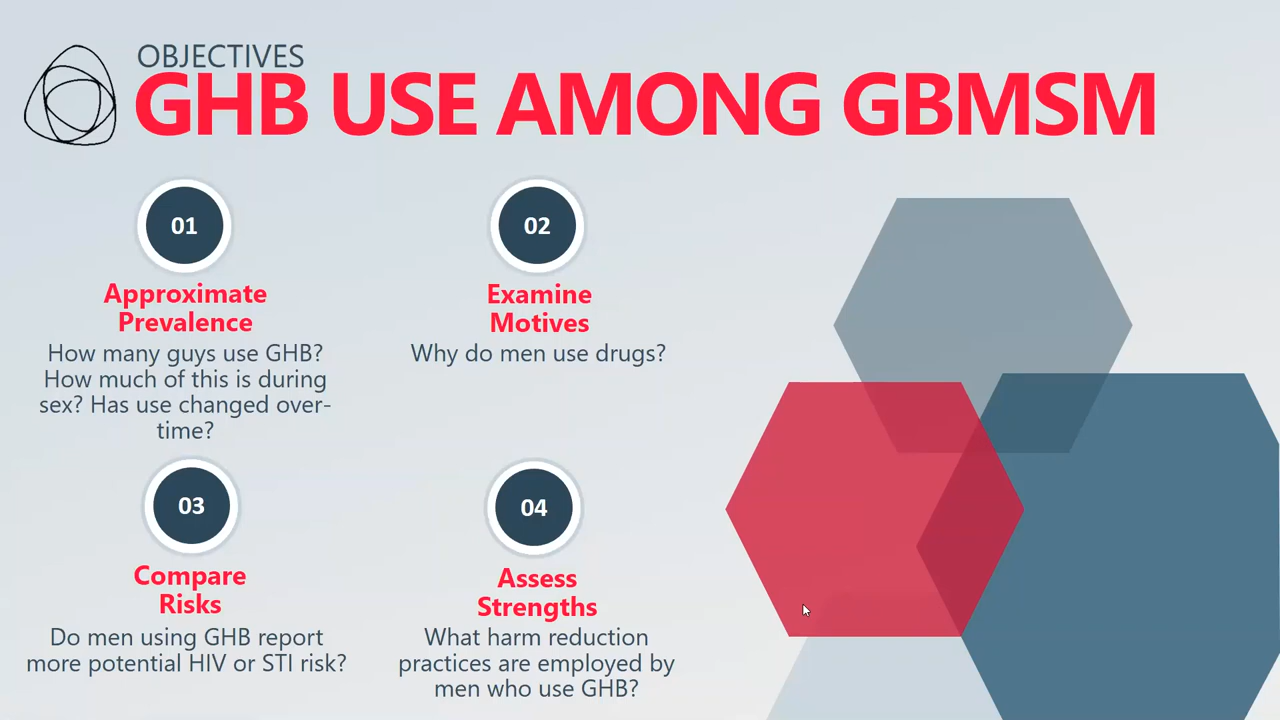 OBJECTIVES
GHB USE AMONG GBMSM
01
Approximate
Prevalence
How many guys use GHB?
How much of this is during
sex? Has use changed over-
time?
02
Examine
Motives
Why do men use drugs?
03
Compare
Risks
Do men using GHB report
more potential HIV or STI risk?
04
Assess
Strengths
What harm reduction
practices are employed by
men who use GHB?